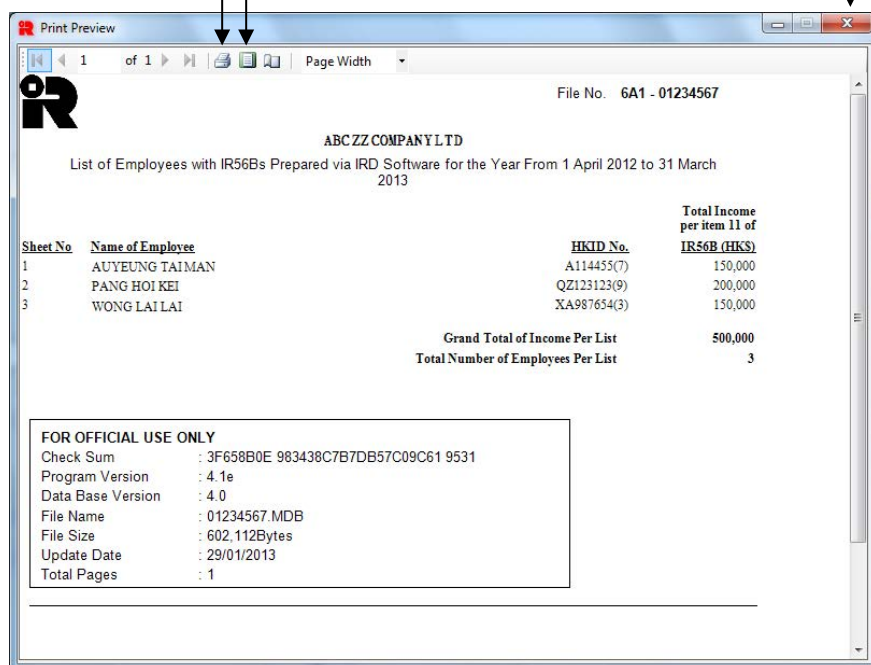 Print Preview
1 of 1 Page Width
IR
File No. 6A1 - 01234567
ABC ZZ COMPANY LTD
List of Employees with IR56Bs Prepared via IRD Software for the Year From 1 April 2012 to 31 March
2013
Total Income
per item 11 of
Sheet No Name of Employee HKID No. IR56B (HK$)
1 AUYEUNG TAI MAN A114455(7) 150,000
2 PANG HOI KEI QZ123123(9) 200,000
3 WONG LAI LAI XA987654(3) 150,000
Grand Total of Income Per List 500,000
Total Number of Employees Per List 3
FOR OFFICIAL USE ONLY
Check Sum : 3F658B0E 983438C7B7DB57C09C61 9531
Program Version : 4.1e
Data Base Version : 4.0
File Name : 01234567.MDB
File Size : 602,112Bytes
Update Date : 29/01/2013
Total Pages : 1